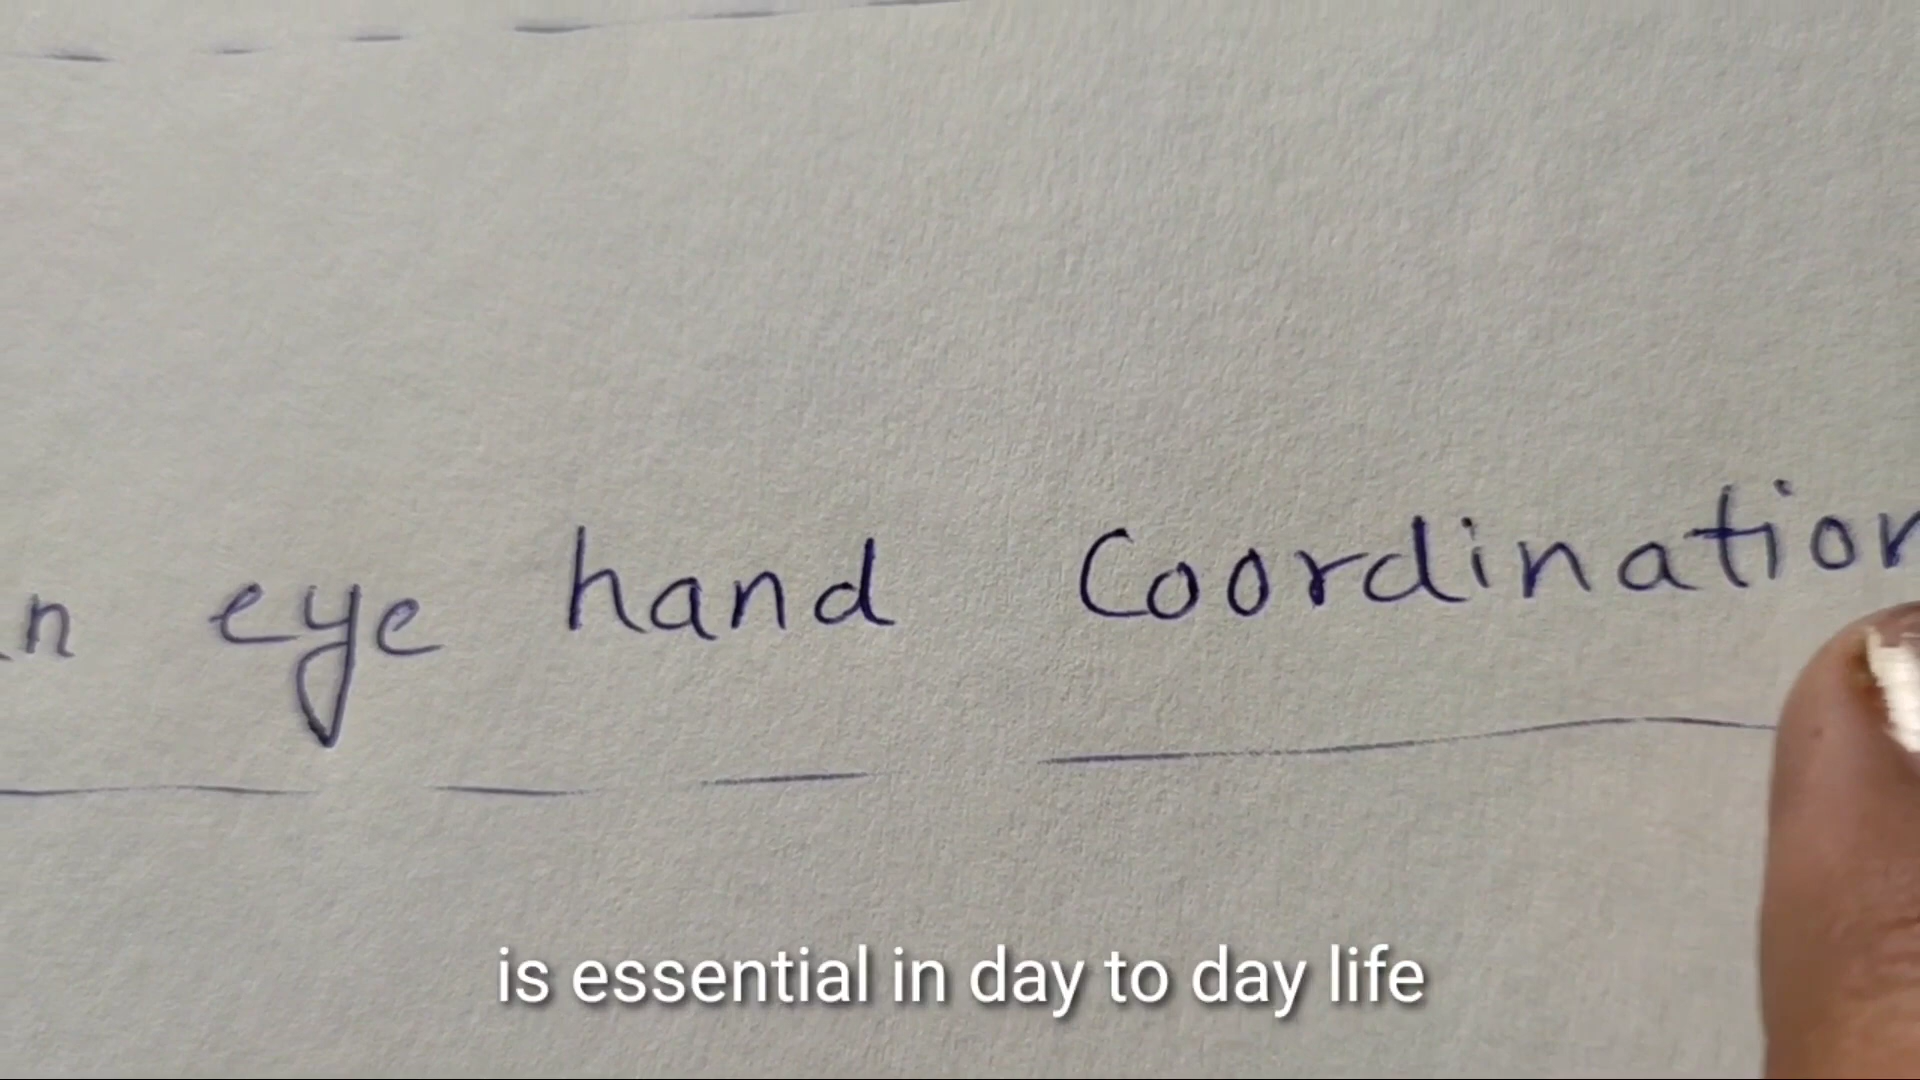 n eye hand Coordination
is essential in day to day life